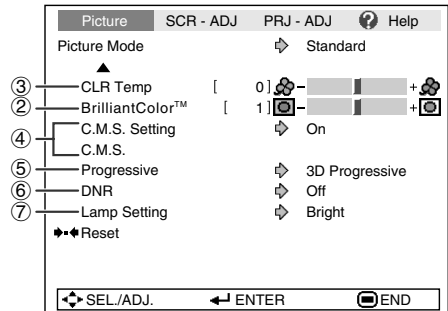 Picture SCR - ADJ PRJ - ADJ ? Help
Picture Mode Standard
③ CLR Temp [ 0] - +
② BrilliantColor™ [ 1] - +
④ C.M.S. Setting On
C.M.S.
⑤ Progressive 3D Progressive
⑥ DNR Off
⑦ Lamp Setting Bright
Reset
SEL./ADJ. ENTER END